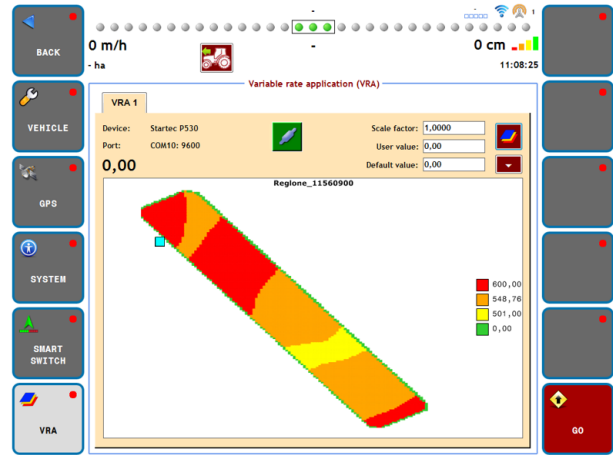 -
BACK
0 m/h
-
0 cm
- ha
11:08:25
Variable rate application (VRA)
VRA 1
VEHICLE
Device: Startec P530
Scale factor: 1,0000
Port: COM10: 9600
User value: 0,00
0,00
Default value: 0,00
GPS
Regione_11560900
SYSTEM
600,00
548,76
501,00
0,00
SMART
SWITCH
VRA
GO